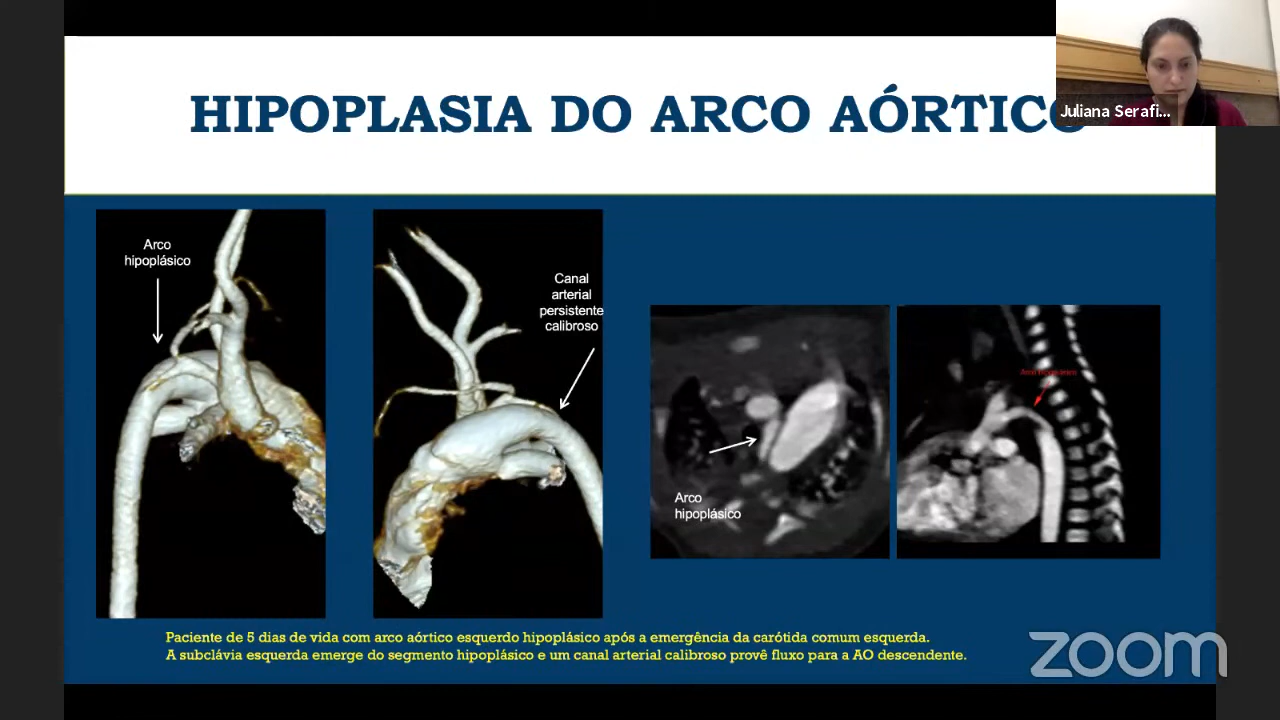 HIPOPLASIA DO ARCO AÓRTICO
Juliana Serafi...
Arco
hipoplásico
Canal
arterial
persistente
calibroso
Arco
hipoplásico
Arco hipoplásico
Paciente de 5 dias de vida com arco aórtico esquerdo hipoplásico após a emergência da carótida comum esquerda.
A subclávia esquerda emerge do segmento hipoplásico e um canal arterial calibroso provê fluxo para a AO descendente.
zoom